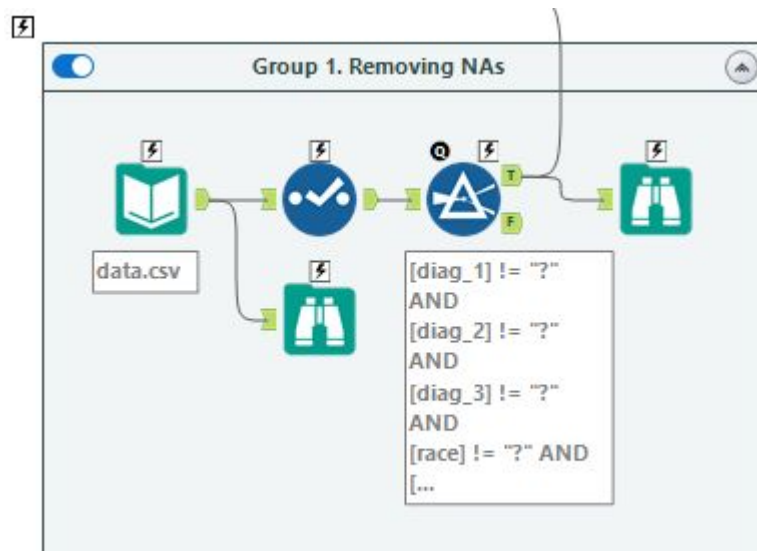 Group 1. Removing NAs
Q
T
F
data.csv
[diag_1] != "?"
AND
[diag_2] != "?"
AND
[diag_3] != "?"
AND
[race] != "?" AND
[...